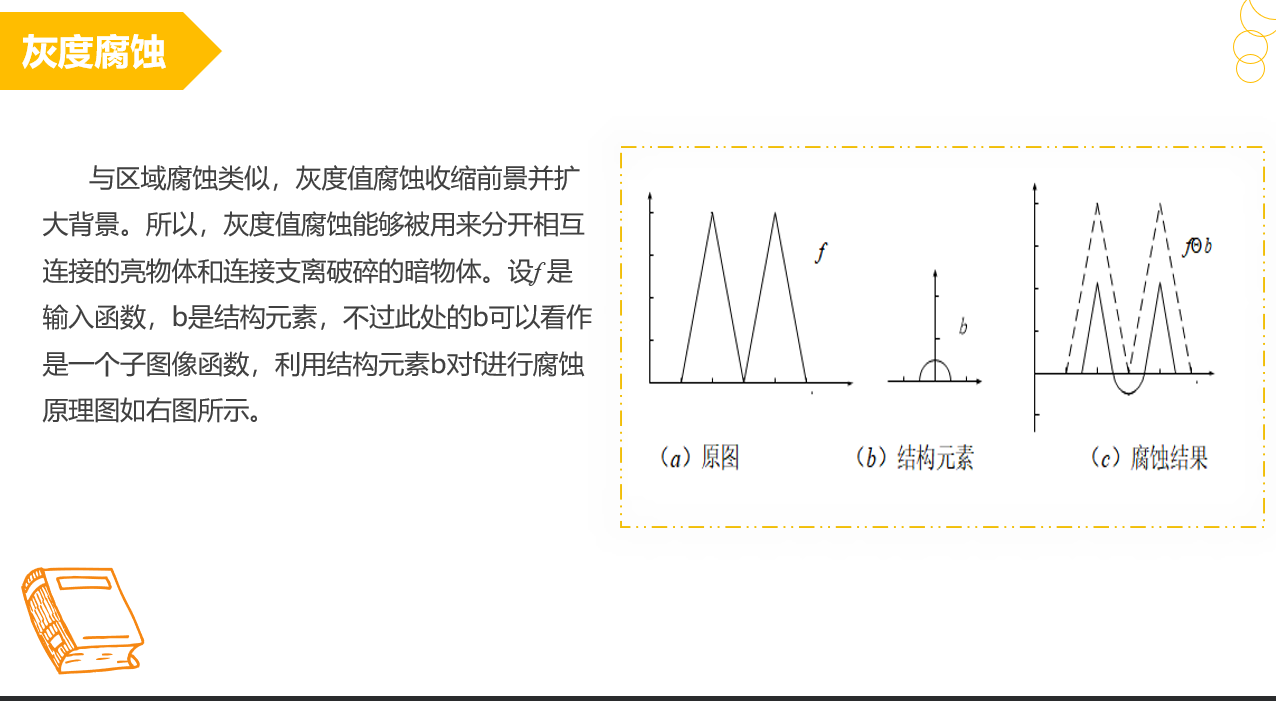 灰度腐蚀
与区域腐蚀类似，灰度值腐蚀收缩前景并扩
大背景。所以，灰度值腐蚀能够被用来分开相互
连接的亮物体和连接支离破碎的暗物体。设f是
输入函数，b是结构元素，不过此处的b可以看作
是一个子图像函数，利用结构元素b对f进行腐蚀
原理图如右图所示。
f
b
fΘb
（a）原图
（b）结构元素
（c）腐蚀结果